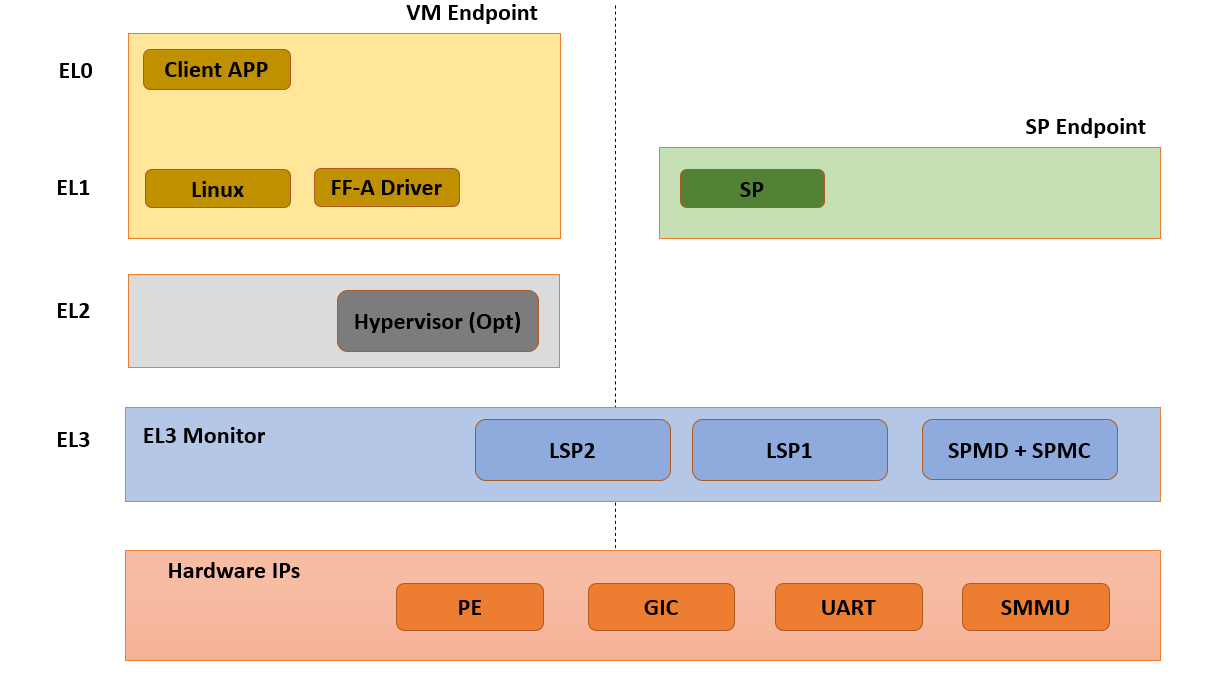 VM Endpoint
EL0
Client APP
SP Endpoint
EL1
Linux
FF-A Driver
SP
EL2
Hypervisor (Opt)
EL3
EL3 Monitor
LSP2
LSP1
SPMD + SPMC
Hardware IPs
PE
GIC
UART
SMMU